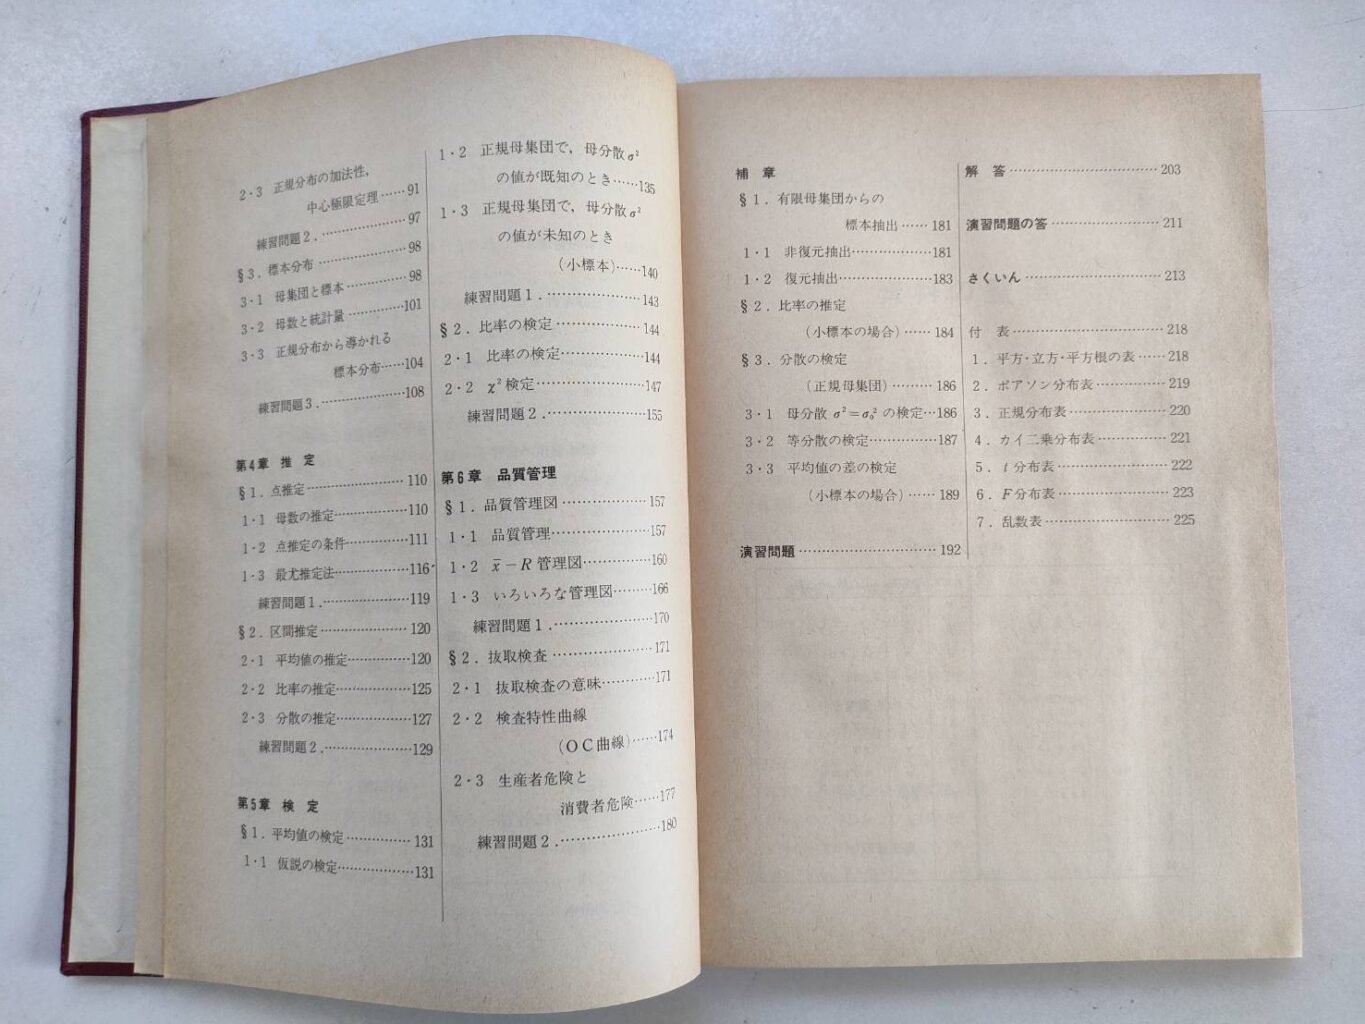 2・3 正規分布の加法性,
中心極限定理……91
練習問題2.………………97
§3. 標本分布………………98
3・1 母集団と標本…………98
3・2 母数と統計量…………101
3・3 正規分布から導かれる
標本分布……104
練習問題3.………………108
第4章 推 定
§1. 点推定…………………110
1・1 母数の推定……………110
1・2 点推定の条件…………111
1・3 最尤推定法……………116
練習問題1.………………119
§2. 区間推定………………120
2・1 平均値の推定…………120
2・2 比率の推定……………125
2・3 分散の推定……………127
練習問題2.………………129
第5章 検 定
§1. 平均値の検定…………131
1・1 仮説の検定……………131
1・2 正規母集団で, 母分散σ²
の値が既知のとき……135
1・3 正規母集団で, 母分散σ²
の値が未知のとき
(小標本)……140
練習問題1.………………143
§2. 比率の検定……………144
2・1 比率の検定……………144
2・2 χ²検定…………………147
練習問題2.………………155
第6章 品質管理
§1. 品質管理図……………157
1・1 品質管理………………157
1・2 x̄−R管理図……………160
1・3 いろいろな管理図……166
練習問題1.………………170
§2. 抜取検査………………171
2・1 抜取検査の意味………171
2・2 検査特性曲線
(OC曲線)……174
2・3 生産者危険と
消費者危険……177
練習問題2.………………180
補 章
§1. 有限母集団からの
標本抽出……181
1・1 非復元抽出……………181
1・2 復元抽出………………183
§2. 比率の推定
(小標本の場合)……184
§3. 分散の検定
(正規母集団)………186
3・1 母分散 σ²=σ₀² の検定…186
3・2 等分散の検定…………187
3・3 平均値の差の検定
(小標本の場合)……189
演習問題……………………192
解 答………………………203
演習問題の答………………211
さくいん……………………213
付 表………………………218
1. 平方・立方・平方根の表……218
2. ポアソン分布表…………219
3. 正規分布表………………220
4. カイ二乗分布表…………221
5. t分布表…………………222
6. F分布表…………………223
7. 乱数表……………………225